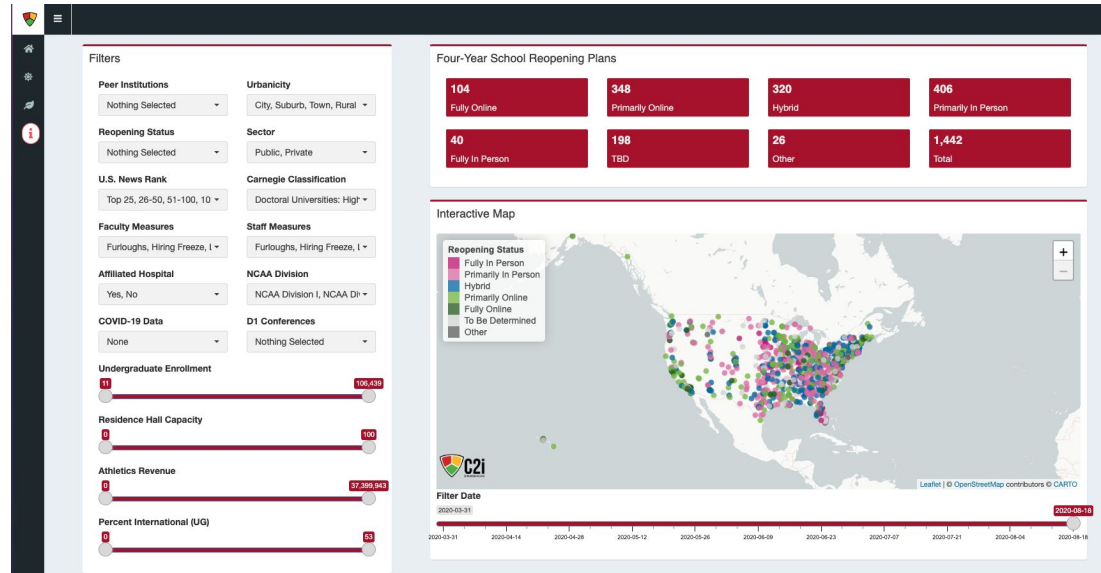 Filters
Peer Institutions
Urbanicity
Nothing Selected
City, Suburb, Town, Rural
Reopening Status
Sector
Nothing Selected
Public, Private
U.S. News Rank
Carnegie Classification
Top 25, 26-50, 51-100, 10
Doctoral Universities: High
Faculty Measures
Staff Measures
Furloughs, Hiring Freeze, L
Furloughs, Hiring Freeze, L
Affiliated Hospital
NCAA Division
Yes, No
NCAA Division I, NCAA Div
COVID-19 Data
D1 Conferences
None
Nothing Selected
Undergraduate Enrollment
11
106,439
Residence Hall Capacity
0
100
Athletics Revenue
0
37,399,943
Percent International (UG)
0
53
Four-Year School Reopening Plans
104
Fully Online
348
Primarily Online
320
Hybrid
406
Primarily In Person
40
Fully In Person
198
TBD
26
Other
1,442
Total
Interactive Map
Reopening Status
Fully In Person
Primarily In Person
Hybrid
Primarily Online
Fully Online
To Be Determined
Other
+
−
C2i
Leaflet | © OpenStreetMap contributors © CARTO
Filter Date
2020-03-31
2020-08-18
2020-03-31 2020-04-14 2020-04-28 2020-05-12 2020-05-26 2020-06-09 2020-06-23 2020-07-07 2020-07-21 2020-08-04 2020-08-18